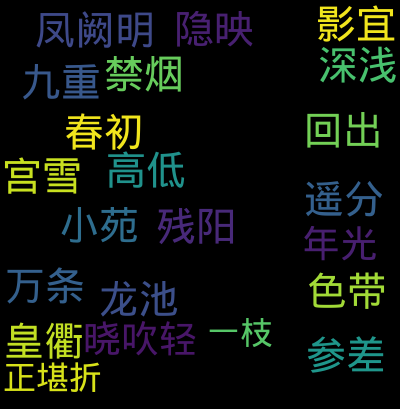 凤阙明 隐映 影宜
九重 禁烟 深浅
春初 回出
宫雪 高低
小苑 残阳 遥分
年光
万条 龙池 色带
皇衢 晓吹轻 一枝 参差
正堪折